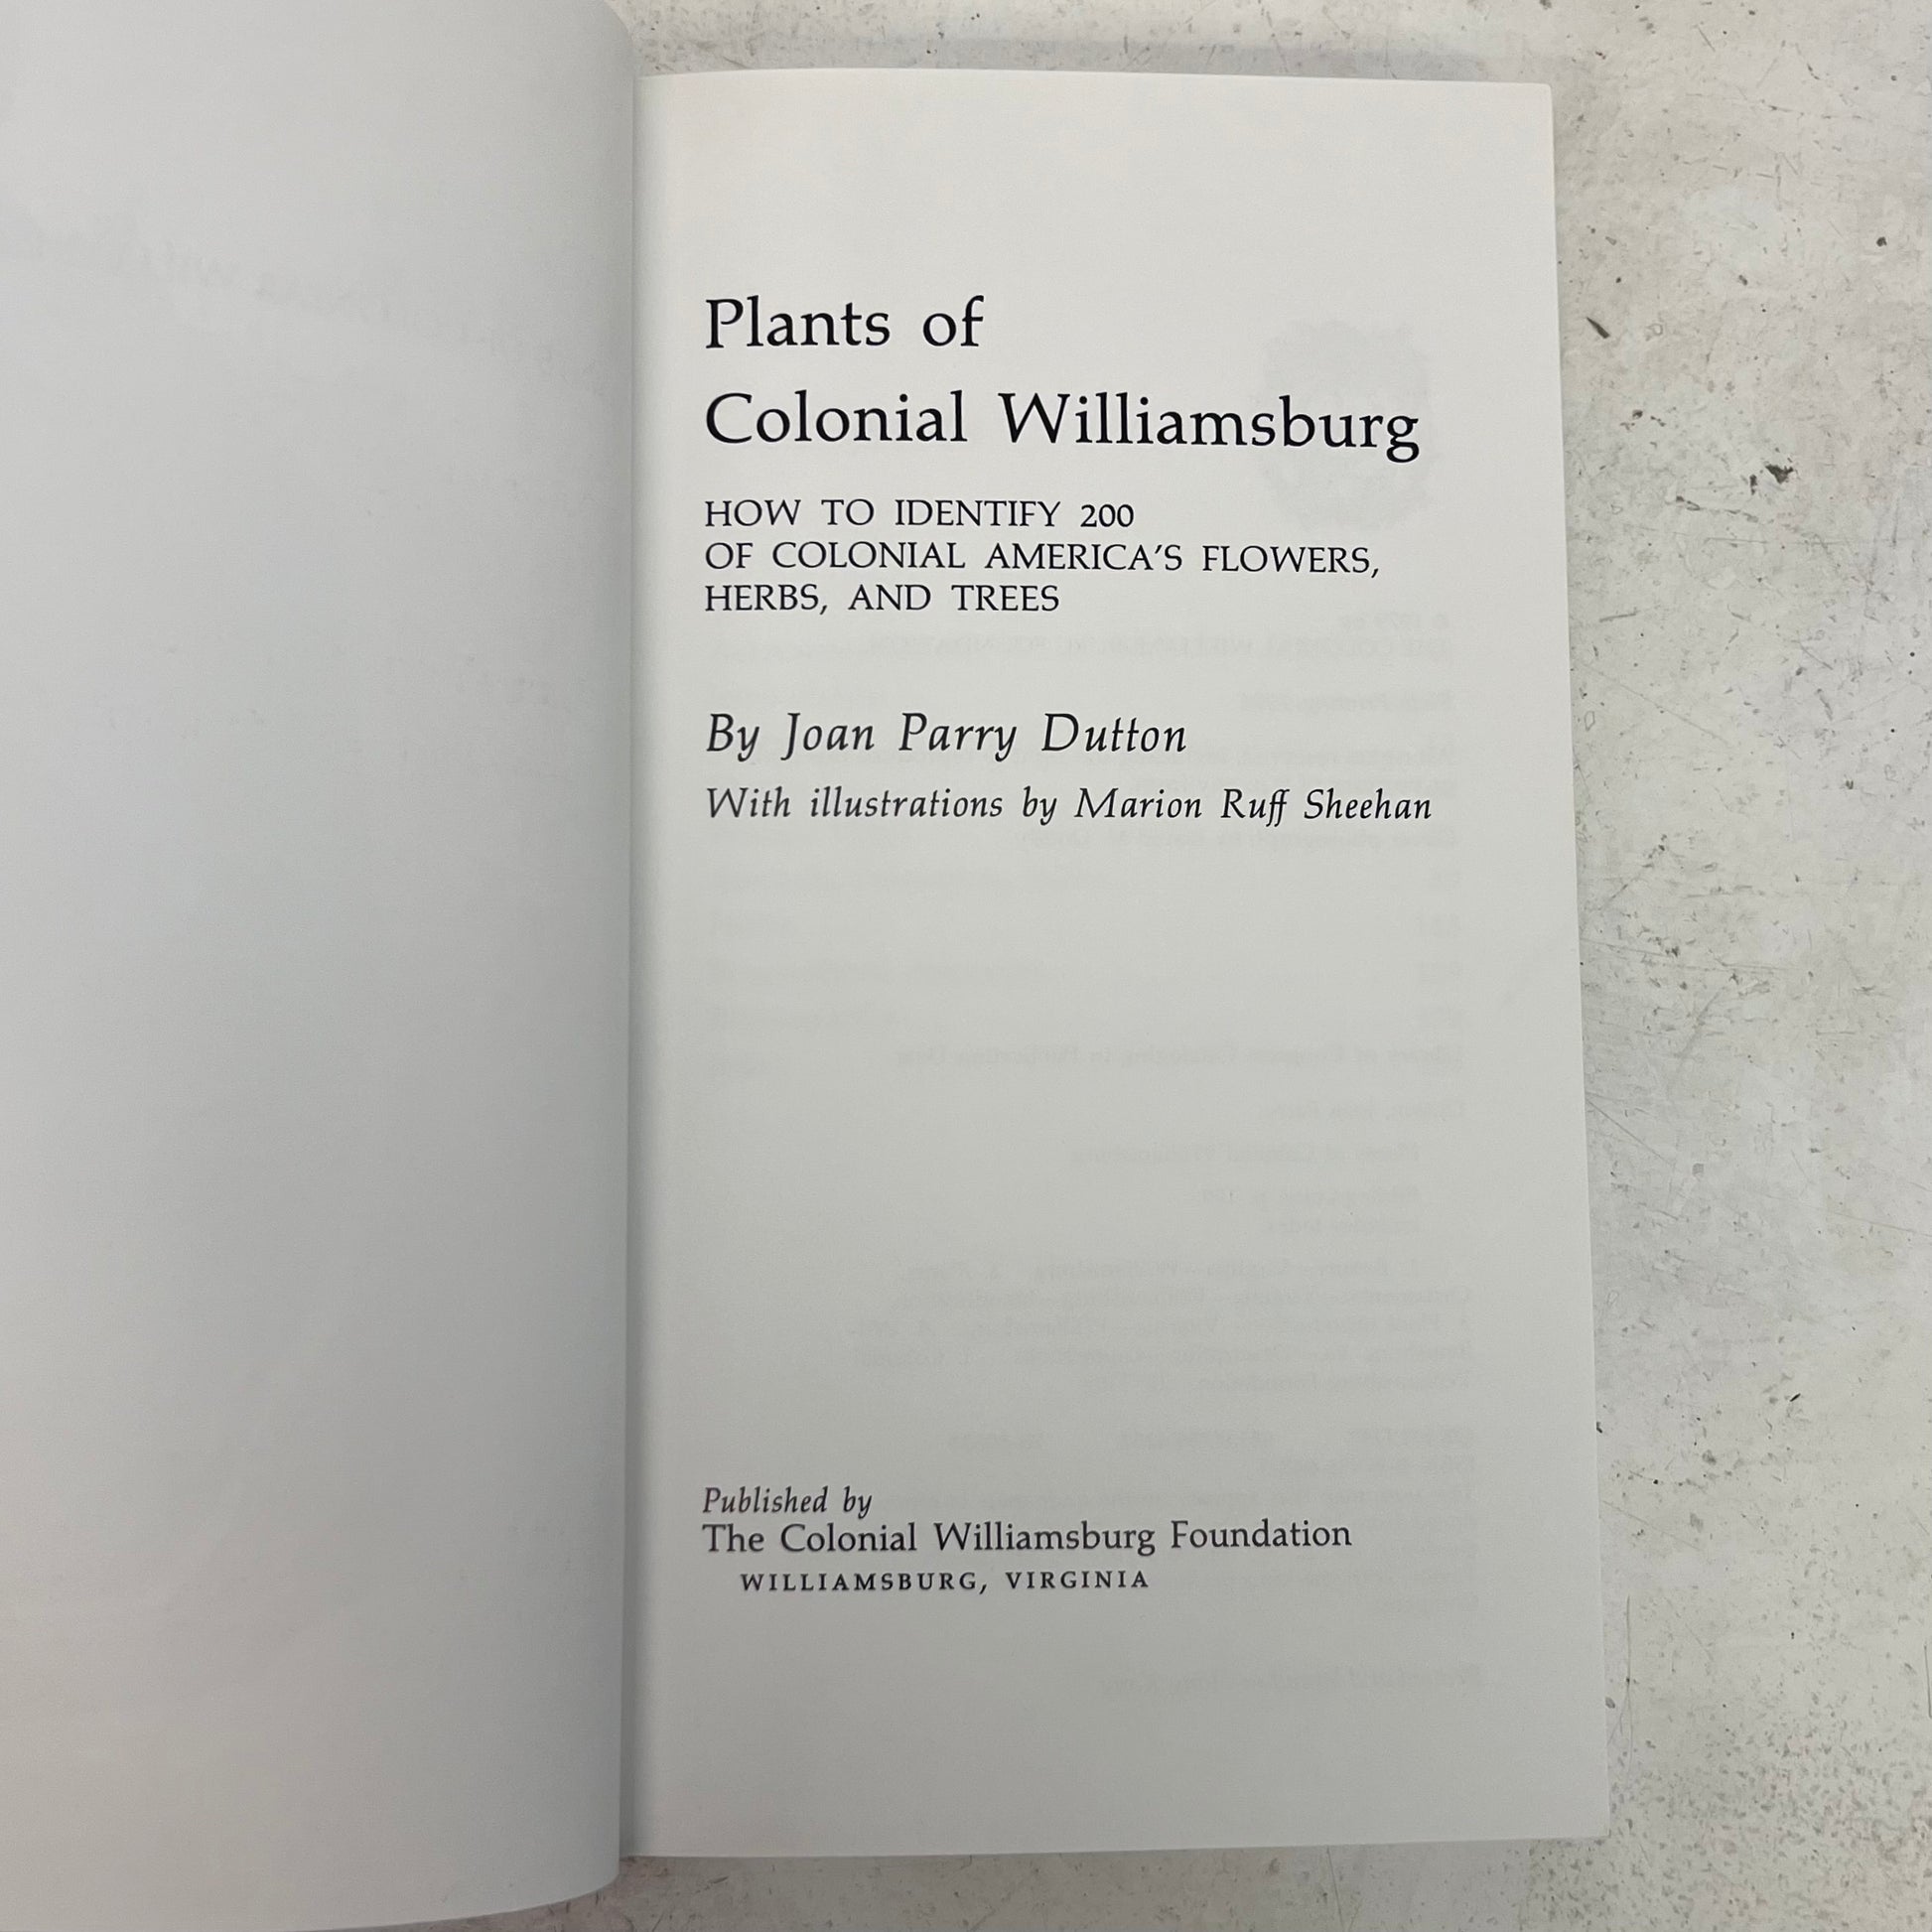 Plants of
Colonial Williamsburg
HOW TO IDENTIFY 200
OF COLONIAL AMERICA'S FLOWERS,
HERBS, AND TREES
By Joan Parry Dutton
With illustrations by Marion Ruff Sheehan
Published by
The Colonial Williamsburg Foundation
WILLIAMSBURG, VIRGINIA